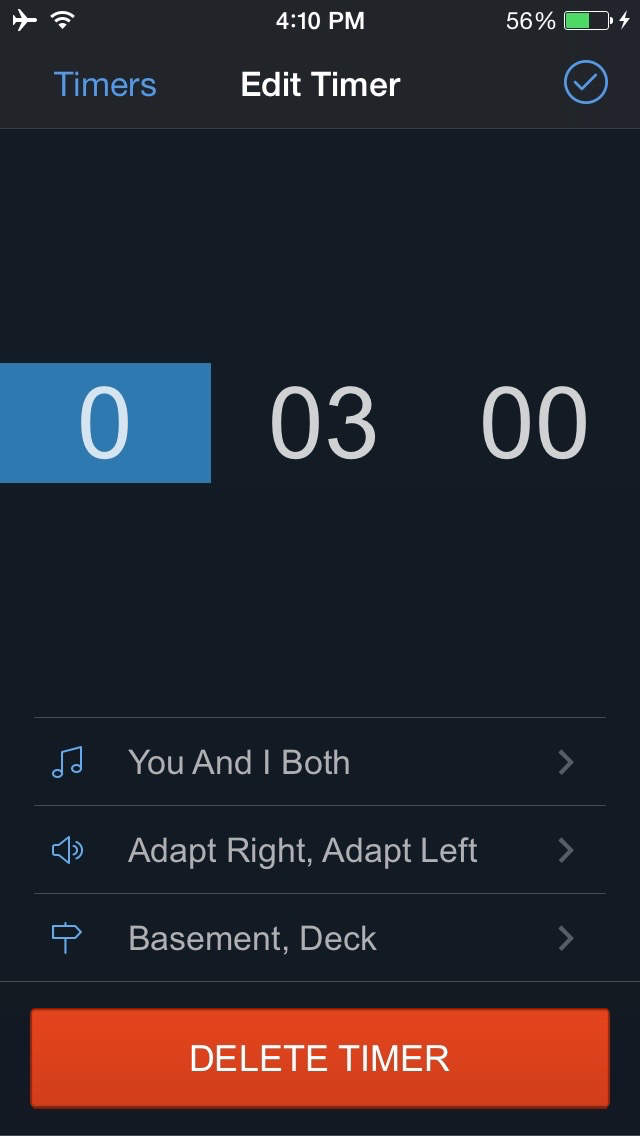 4:10 PM 56%
Timers Edit Timer
0 03 00
You And I Both
Adapt Right, Adapt Left
Basement, Deck
DELETE TIMER